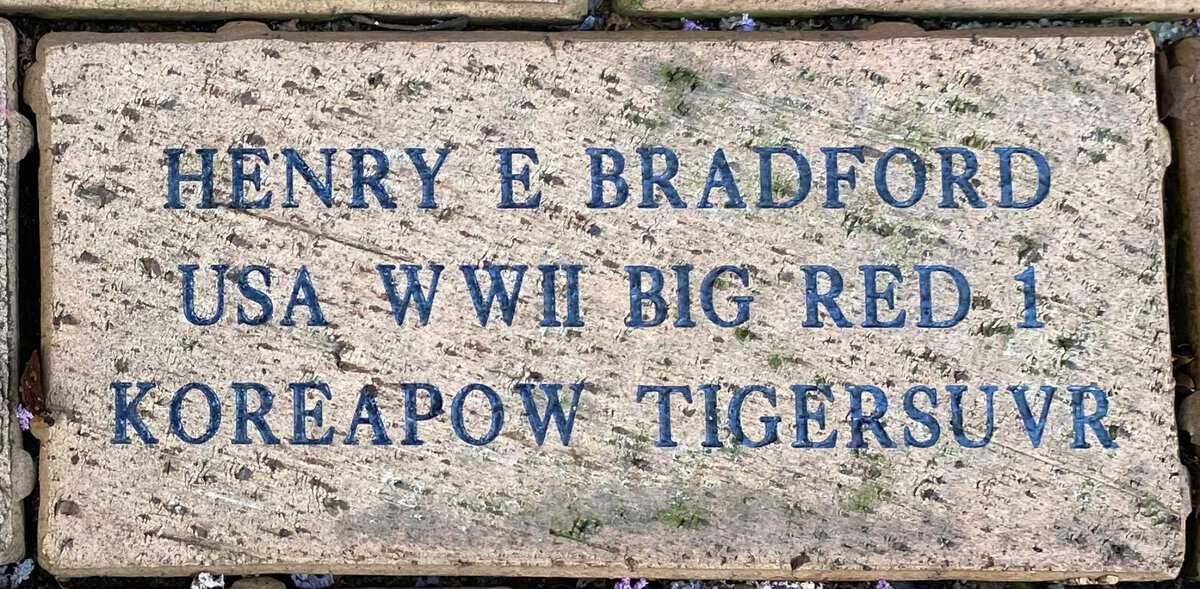 HENRY E BRADFORD
USA WWII BIG RED 1
KOREAPOW TIGERSUVR